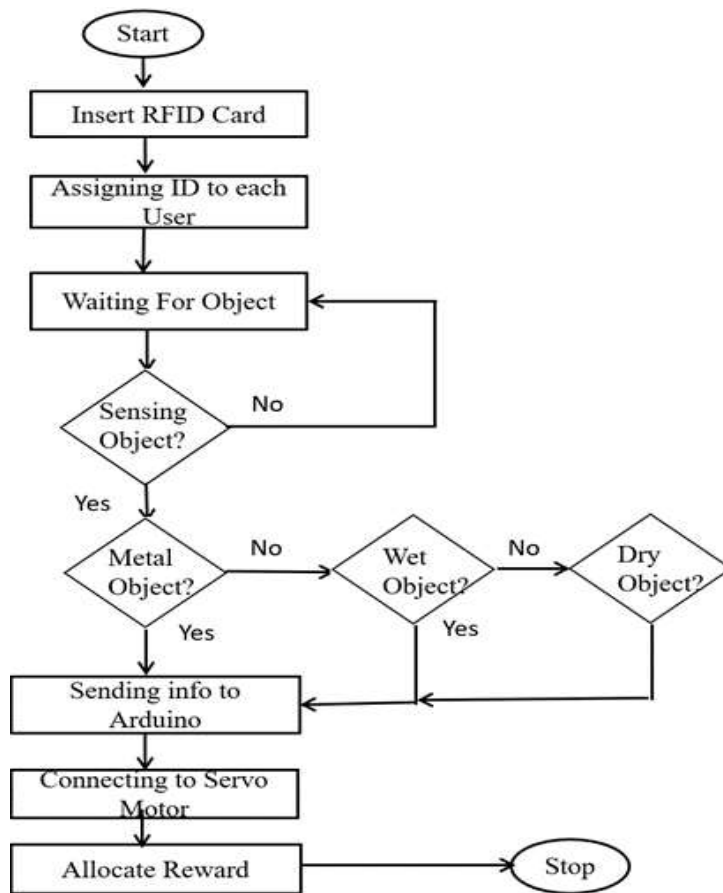 Start
Insert RFID Card
Assigning ID to each
User
Waiting For Object
Sensing
Object?
No
Yes
Metal
Object?
No
Wet
Object?
No
Dry
Object?
Yes
Yes
Sending info to
Arduino
Connecting to Servo
Motor
Allocate Reward
Stop